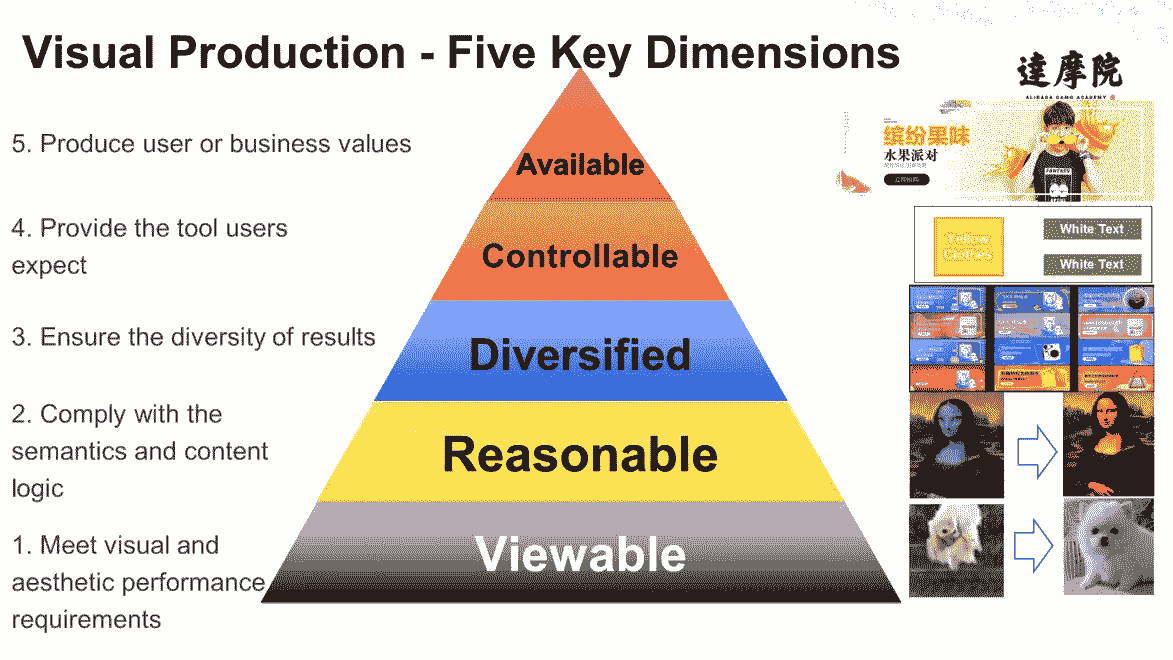 Visual Production - Five Key Dimensions
達摩院
ALIBABA DAMO ACADEMY
5. Produce user or business values
Available
缤纷果味
水果派对
4. Provide the tool users
expect
Controllable
Yellow
Clothes
White Text
White Text
3. Ensure the diversity of results
Diversified
2. Comply with the
semantics and content
logic
Reasonable
1. Meet visual and
aesthetic performance
requirements
Viewable
FANTASY